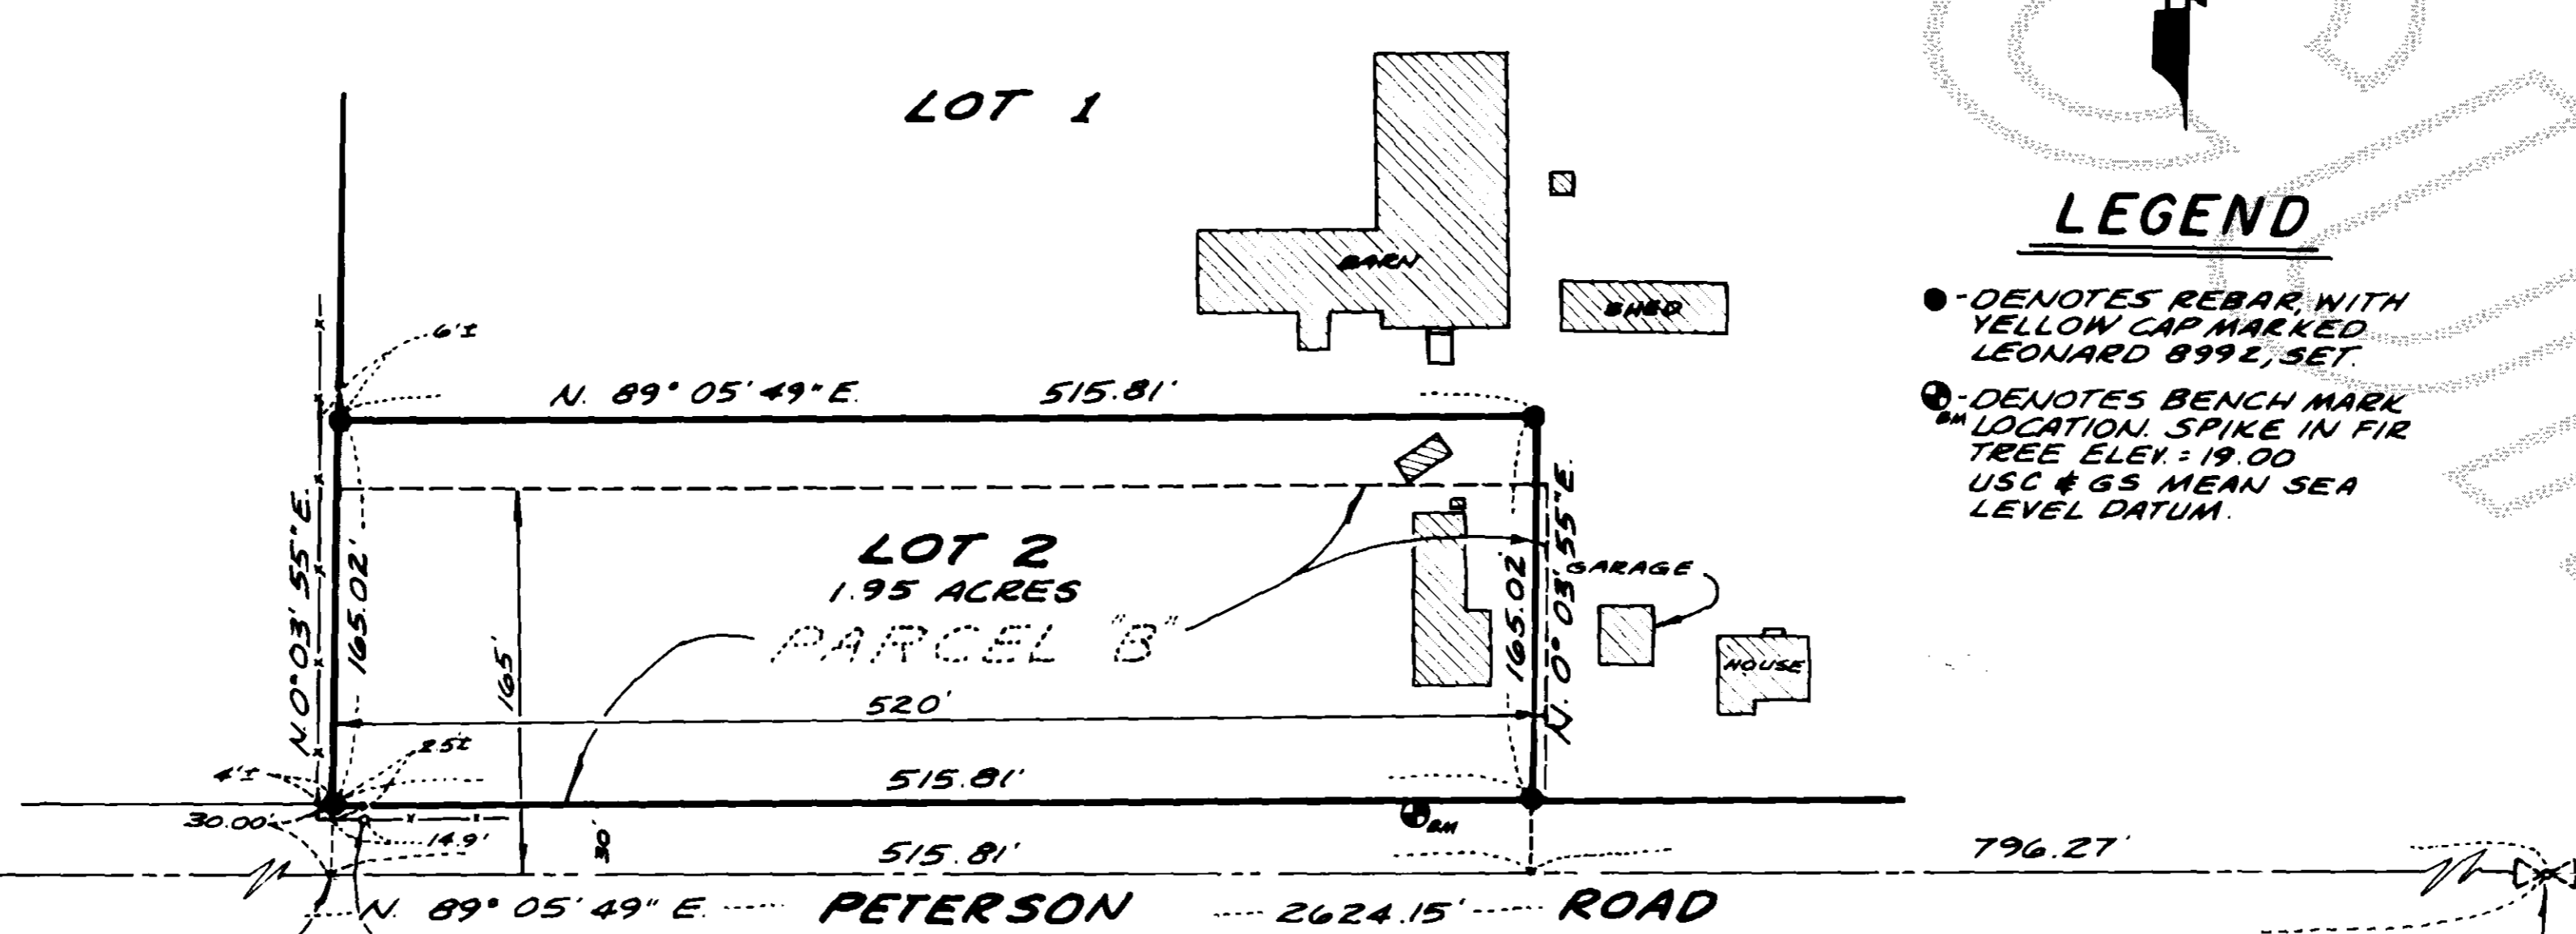 LOT 1
BARN
SHED
LEGEND
-DENOTES REBAR, WITH
YELLOW CAP MARKED
LEONARD 8992, SET.
BM
-DENOTES BENCH MARK
LOCATION. SPIKE IN FIR
TREE ELEV. = 19.00
USC & GS MEAN SEA
LEVEL DATUM.
6'±
N. 89° 05' 49" E. 515.81'
N. 0° 03' 55" E.
165.02'
165'
LOT 2
1.95 ACRES
PARCEL "B"
520'
165.02'
N. 0° 03' 55" E.
GARAGE
HOUSE
4'±
515.81'
30.00'
14.9'
30
BM
515.81'
796.27'
N. 89° 05' 49" E. PETERSON 2624.15' ROAD